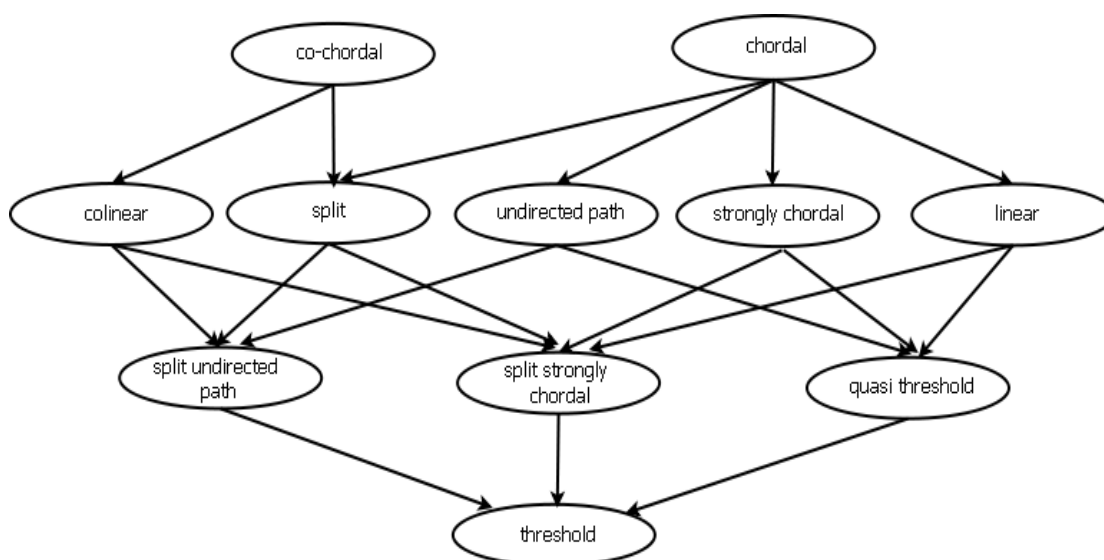 co-chordal
chordal
colinear
split
undirected path
strongly chordal
linear
split undirected
path
split strongly
chordal
quasi threshold
threshold